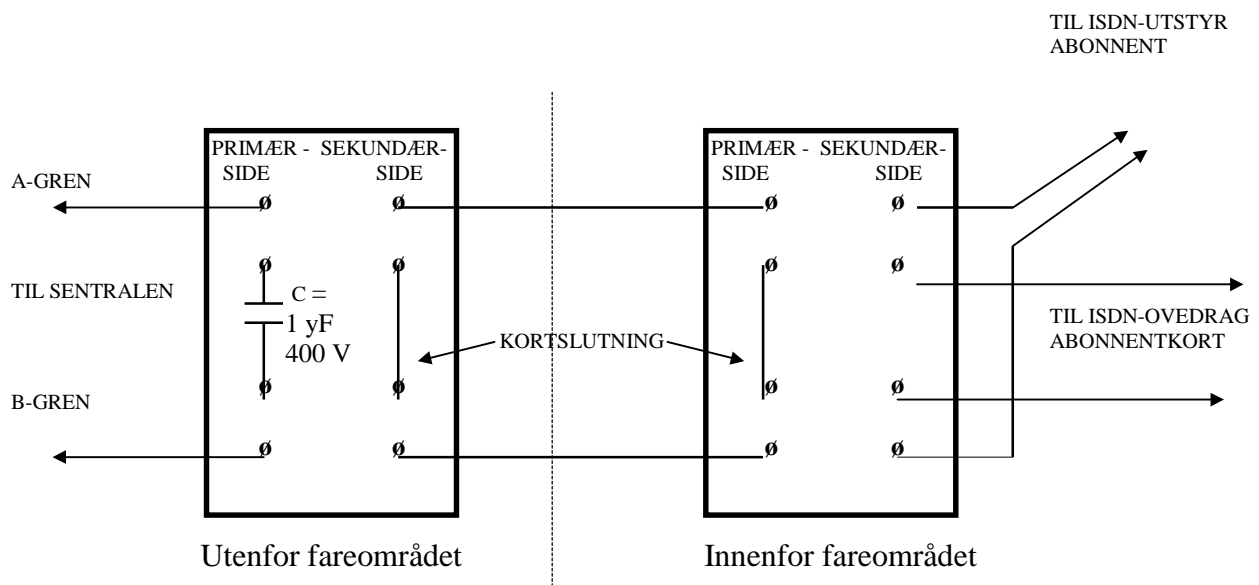 TIL ISDN-UTSTYR
ABONNENT
PRIMÆR - SEKUNDÆR-
SIDE SIDE
PRIMÆR - SEKUNDÆR-
SIDE SIDE
A-GREN
ø ø ø ø
ø ø ø ø
TIL SENTRALEN
C =
1 yF
400 V
TIL ISDN-OVEDRAG
ABONNENTKORT
KORTSLUTNING
ø ø ø ø
B-GREN
ø ø ø ø
Utenfor fareområdet
Innenfor fareområdet